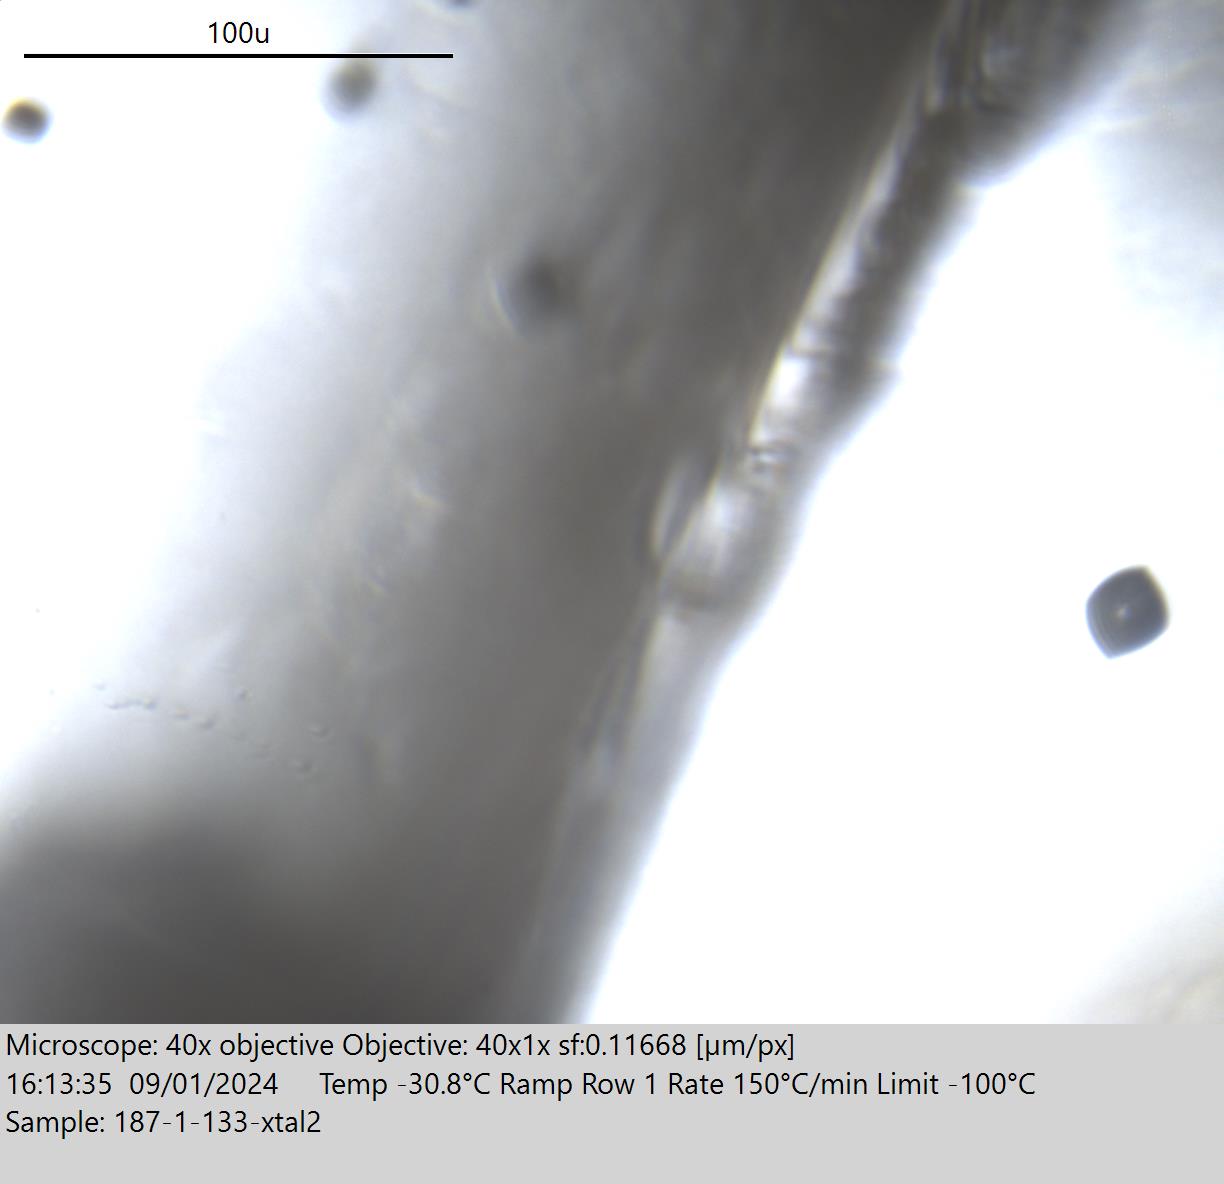 100u
Microscope: 40x objective Objective: 40x1x sf:0.11668 [µm/px]
16:13:35 09/01/2024 Temp -30.8°C Ramp Row 1 Rate 150°C/min Limit -100°C
Sample: 187-1-133-xtal2